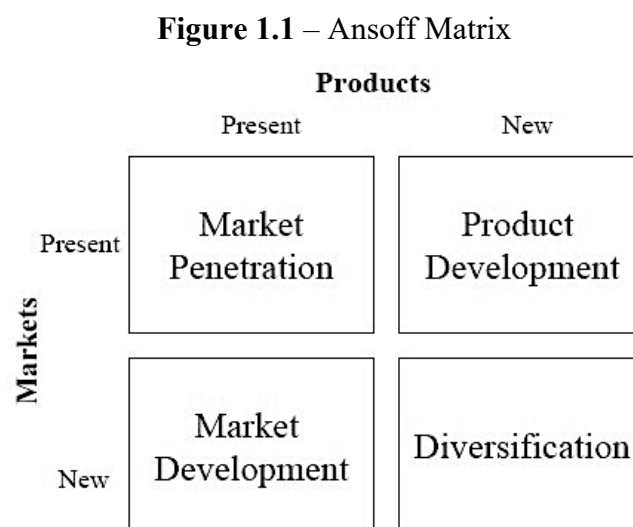 Figure 1.1 – Ansoff Matrix
Products
Present
New
Present
Market
Penetration
Product
Development
Markets
New
Market
Development
Diversification